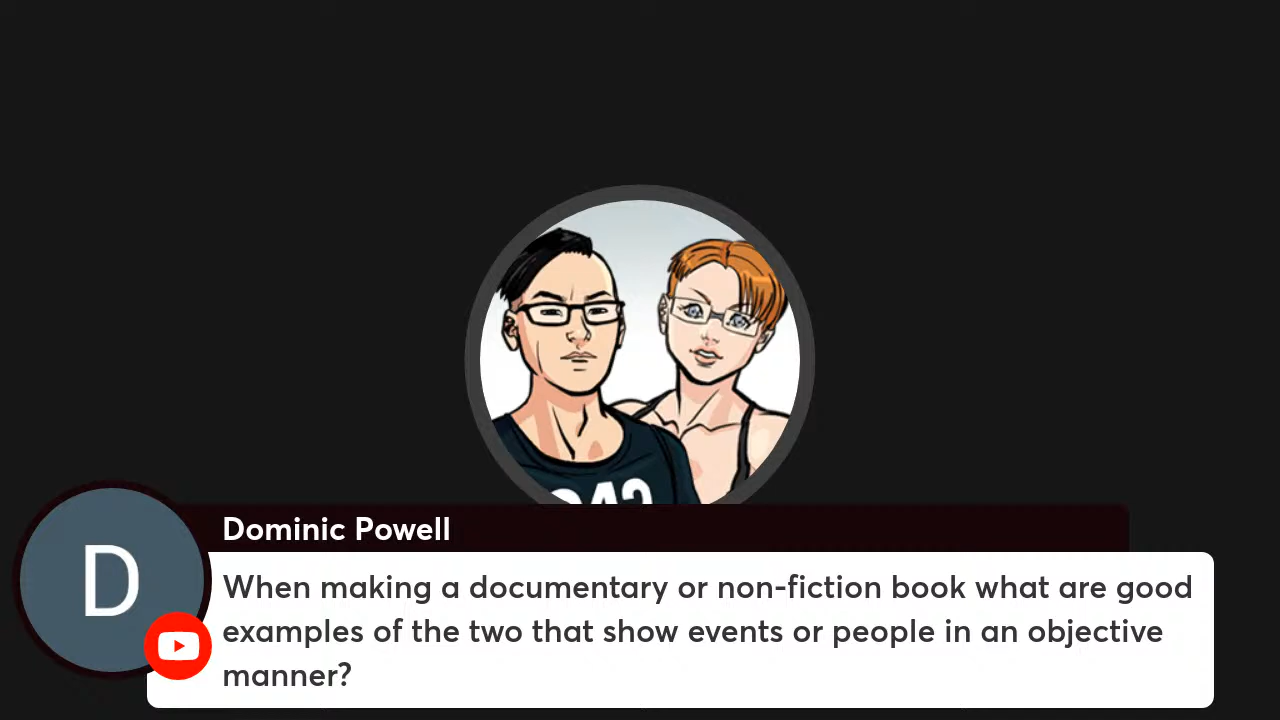 Dominic Powell
D
When making a documentary or non-fiction book what are good
examples of the two that show events or people in an objective
manner?